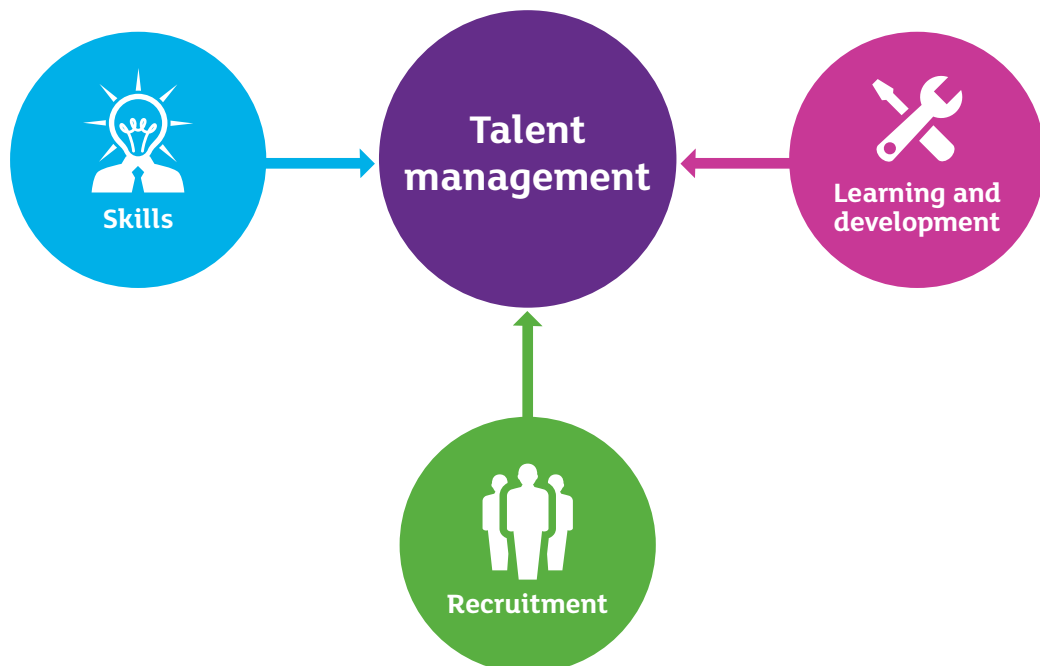 Talent
management
Skills
Learning and
development
Recruitment